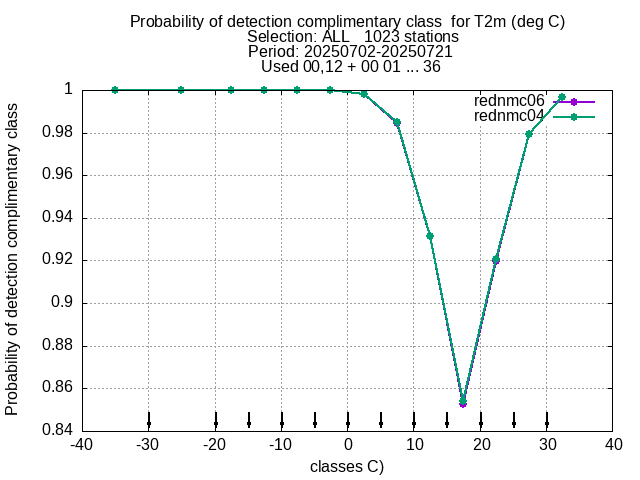 Probability of detection complimentary class  for T2m (deg C)
Selection: ALL   1023 stations
Period: 20250702-20250721
Used 00,12 + 00 01 ... 36
rednmc06
rednmc04
1
0.98
0.96
0.94
0.92
0.9
0.88
0.86
0.84
Probability of detection complimentary class
-40 -30 -20 -10 0 10 20 30 40
classes C)